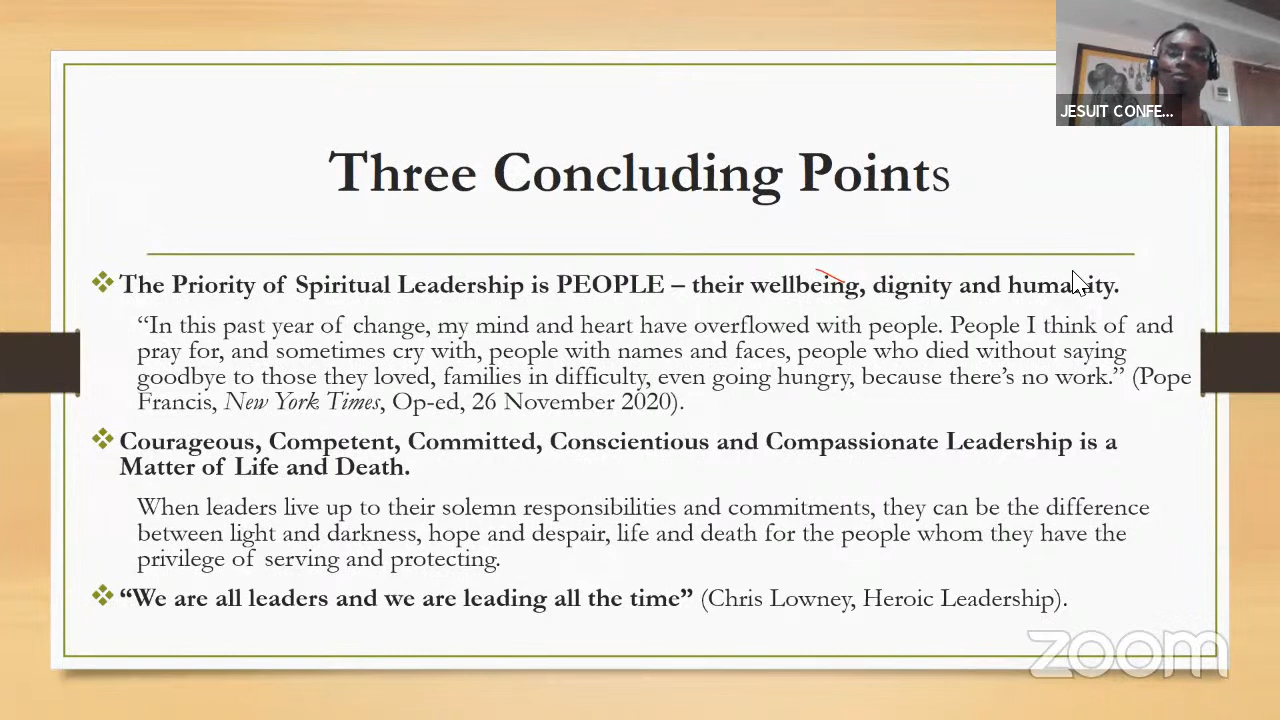 JESUIT CONFE...
Three Concluding Points
The Priority of Spiritual Leadership is PEOPLE – their wellbeing, dignity and humanity.
“In this past year of change, my mind and heart have overflowed with people. People I think of and
pray for, and sometimes cry with, people with names and faces, people who died without saying
goodbye to those they loved, families in difficulty, even going hungry, because there’s no work.” (Pope
Francis, New York Times, Op-ed, 26 November 2020).
Courageous, Competent, Committed, Conscientious and Compassionate Leadership is a
Matter of Life and Death.
When leaders live up to their solemn responsibilities and commitments, they can be the difference
between light and darkness, hope and despair, life and death for the people whom they have the
privilege of serving and protecting.
“We are all leaders and we are leading all the time” (Chris Lowney, Heroic Leadership).
zoom